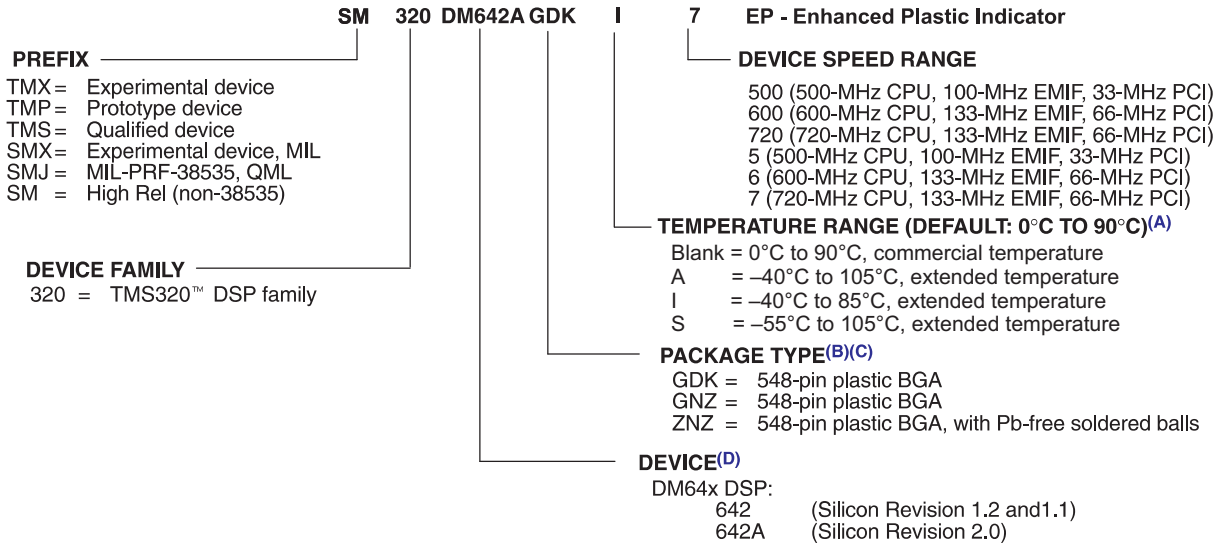 SM 320 DM642A GDK I 7 EP - Enhanced Plastic Indicator
PREFIX
TMX = Experimental device
TMP = Prototype device
TMS = Qualified device
SMX = Experimental device, MIL
SMJ = MIL-PRF-38535, QML
SM = High Rel (non-38535)
DEVICE SPEED RANGE
500 (500-MHz CPU, 100-MHz EMIF, 33-MHz PCI)
600 (600-MHz CPU, 133-MHz EMIF, 66-MHz PCI)
720 (720-MHz CPU, 133-MHz EMIF, 66-MHz PCI)
5 (500-MHz CPU, 100-MHz EMIF, 33-MHz PCI)
6 (600-MHz CPU, 133-MHz EMIF, 66-MHz PCI)
7 (720-MHz CPU, 133-MHz EMIF, 66-MHz PCI)
TEMPERATURE RANGE (DEFAULT: 0°C TO 90°C)(A)
Blank = 0°C to 90°C, commercial temperature
A = –40°C to 105°C, extended temperature
I = –40°C to 85°C, extended temperature
S = –55°C to 105°C, extended temperature
DEVICE FAMILY
320 = TMS320™ DSP family
PACKAGE TYPE(B)(C)
GDK = 548-pin plastic BGA
GNZ = 548-pin plastic BGA
ZNZ = 548-pin plastic BGA, with Pb-free soldered balls
DEVICE(D)
DM64x DSP:
642 (Silicon Revision 1.2 and1.1)
642A (Silicon Revision 2.0)